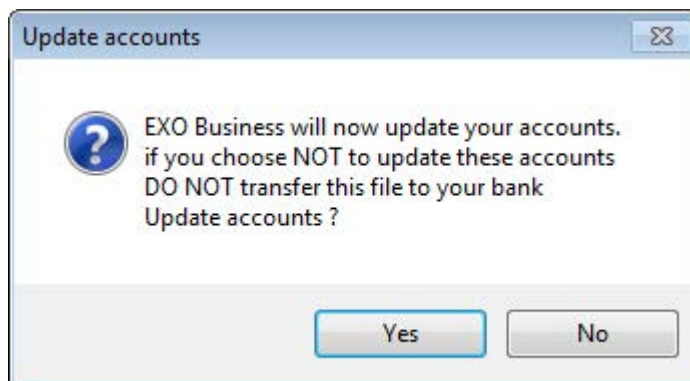 Update accounts
EXO Business will now update your accounts.
if you choose NOT to update these accounts
DO NOT transfer this file to your bank
Update accounts ?
Yes
No